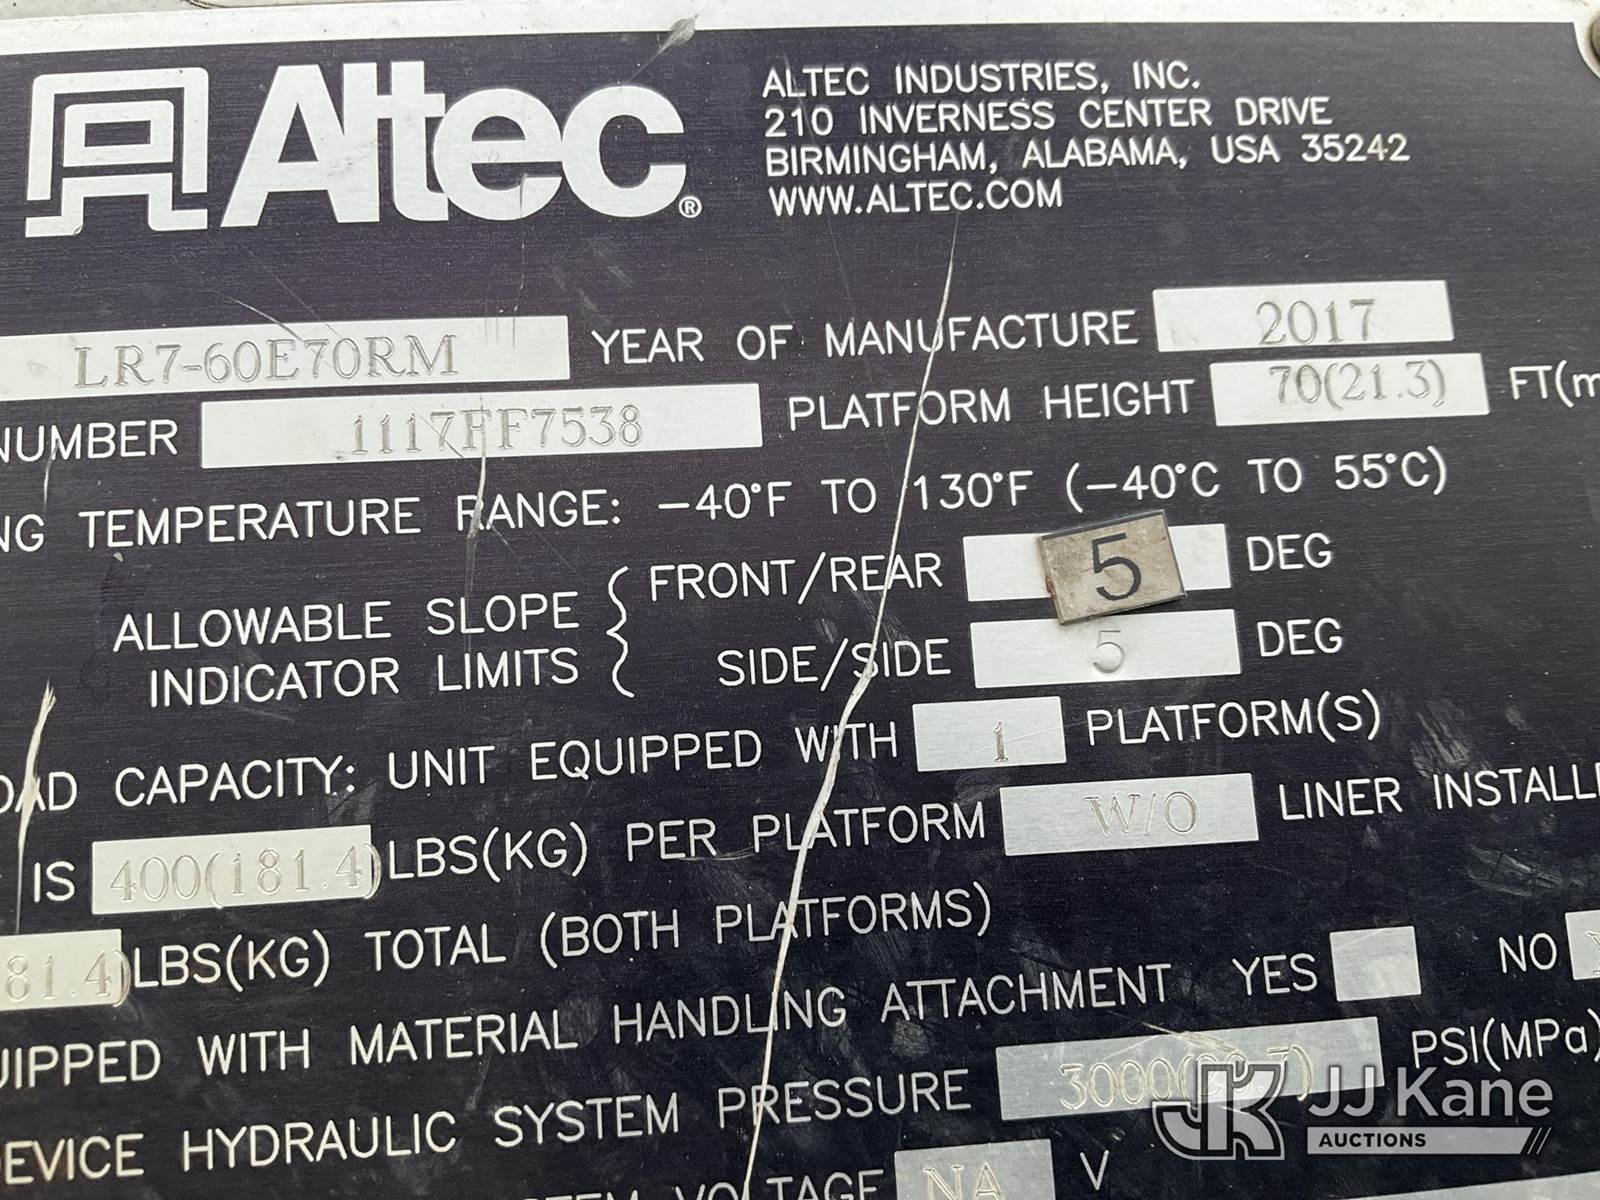 Altec®
ALTEC INDUSTRIES, INC.
210 INVERNESS CENTER DRIVE
BIRMINGHAM, ALABAMA, USA 35242
WWW.ALTEC.COM
LR7-60E70RM YEAR OF MANUFACTURE 2017
NUMBER 1117FF7538 PLATFORM HEIGHT 70(21.3) FT(m
NG TEMPERATURE RANGE: -40°F TO 130°F (-40°C TO 55°C)
ALLOWABLE SLOPE INDICATOR LIMITS
FRONT/REAR 5 DEG
SIDE/SIDE 5 DEG
OAD CAPACITY: UNIT EQUIPPED WITH 1 PLATFORM(S)
IS 400(181.4) LBS(KG) PER PLATFORM W/O LINER INSTALLE
81.4) LBS(KG) TOTAL (BOTH PLATFORMS)
UIPPED WITH MATERIAL HANDLING ATTACHMENT YES NO
DEVICE HYDRAULIC SYSTEM PRESSURE 3000 PSI(MPa)
STEM VOLTAGE NA V
JJ Kane
AUCTIONS